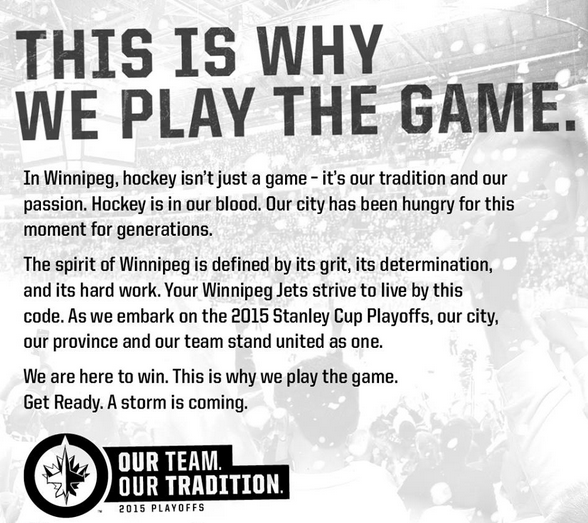 THIS IS WHY
WE PLAY THE GAME.
In Winnipeg, hockey isn't just a game – it's our tradition and our
passion. Hockey is in our blood. Our city has been hungry for this
moment for generations.
The spirit of Winnipeg is defined by its grit, its determination,
and its hard work. Your Winnipeg Jets strive to live by this
code. As we embark on the 2015 Stanley Cup Playoffs, our city,
our province and our team stand united as one.
We are here to win. This is why we play the game.
Get Ready. A storm is coming.
OUR TEAM.
OUR TRADITION.
™
2015 PLAYOFFS